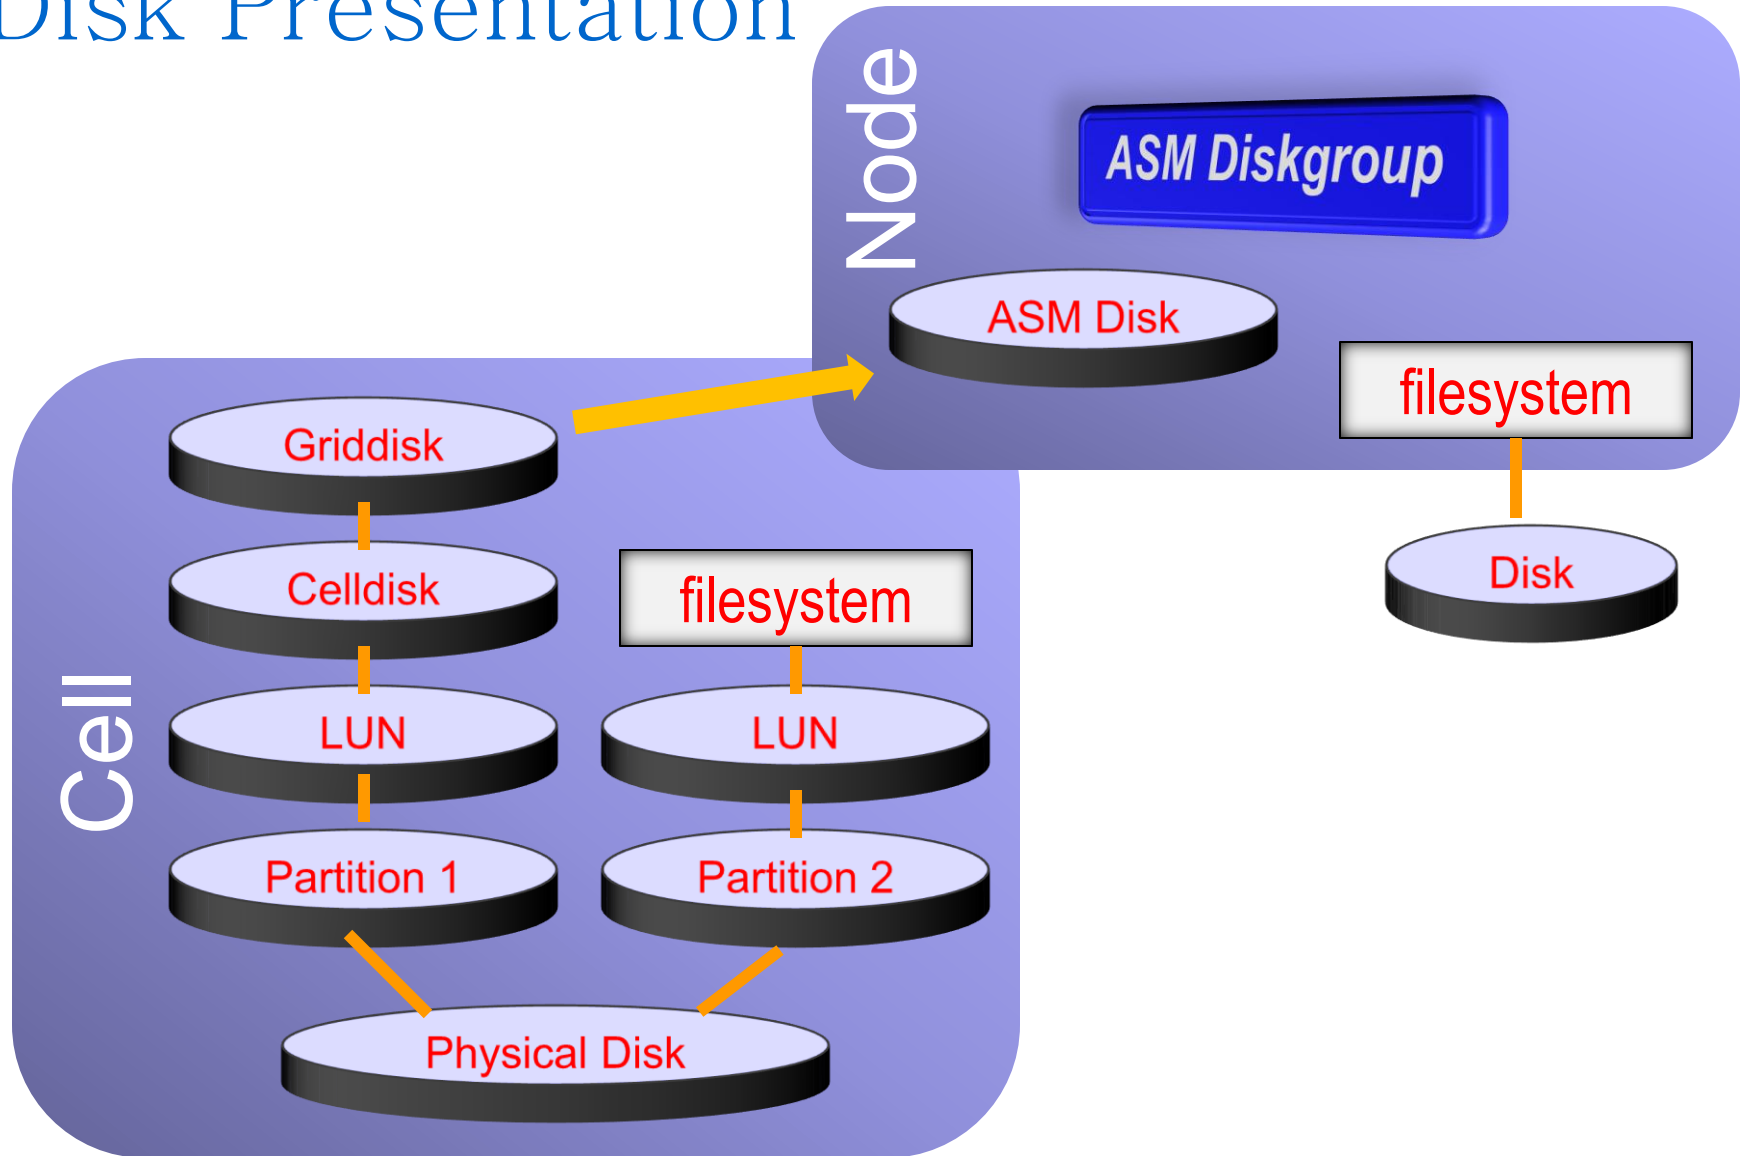 Disk Presentation
Node
ASM Diskgroup
ASM Disk
filesystem
Disk
Cell
Griddisk
Celldisk
filesystem
LUN
LUN
Partition 1
Partition 2
Physical Disk